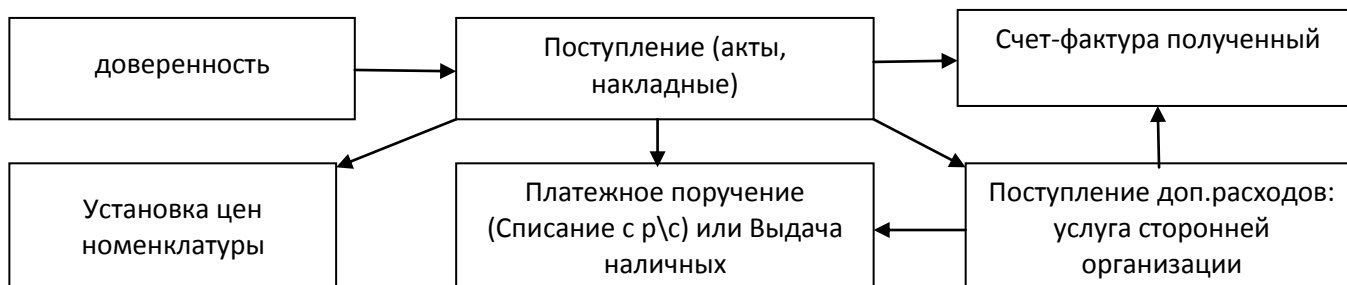 доверенность
Поступление (акты,
накладные)
Счет-фактура полученный
Установка цен
номенклатуры
Платежное поручение
(Списание с р\с) или Выдача
наличных
Поступление доп.расходов:
услуга сторонней
организации